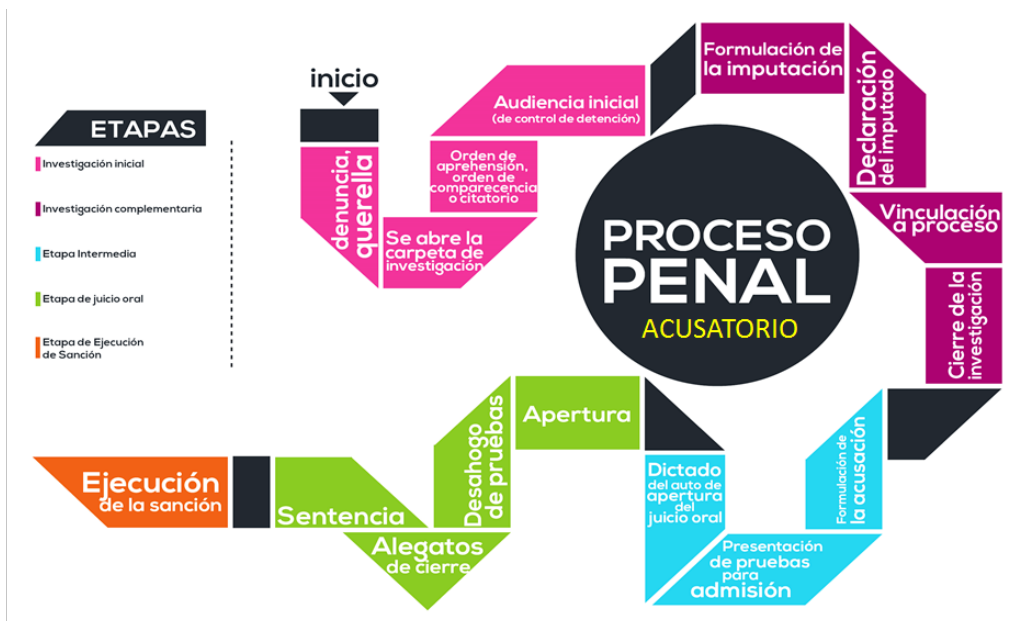 inicio
ETAPAS
Investigación inicial
Investigación complementaria
Etapa Intermedia
Etapa de juicio oral
Etapa de Ejecución
de Sanción
denuncia,
querella
Se abre la
carpeta de
investigación
Orden de
aprehensión,
orden de
comparecencia
o citatorio
Audiencia inicial
(de control de detención)
Formulación de
la imputación
Declaración
del imputado
Vinculación
a proceso
Cierre de la
investigación
PROCESO
PENAL
ACUSATORIO
Formulación de
la acusación
Presentación
de pruebas
para
admisión
Dictado
del auto de
apertura
del
juicio oral
Apertura
Desahogo
de pruebas
Alegatos
de cierre
Sentencia
Ejecución
de la sanción